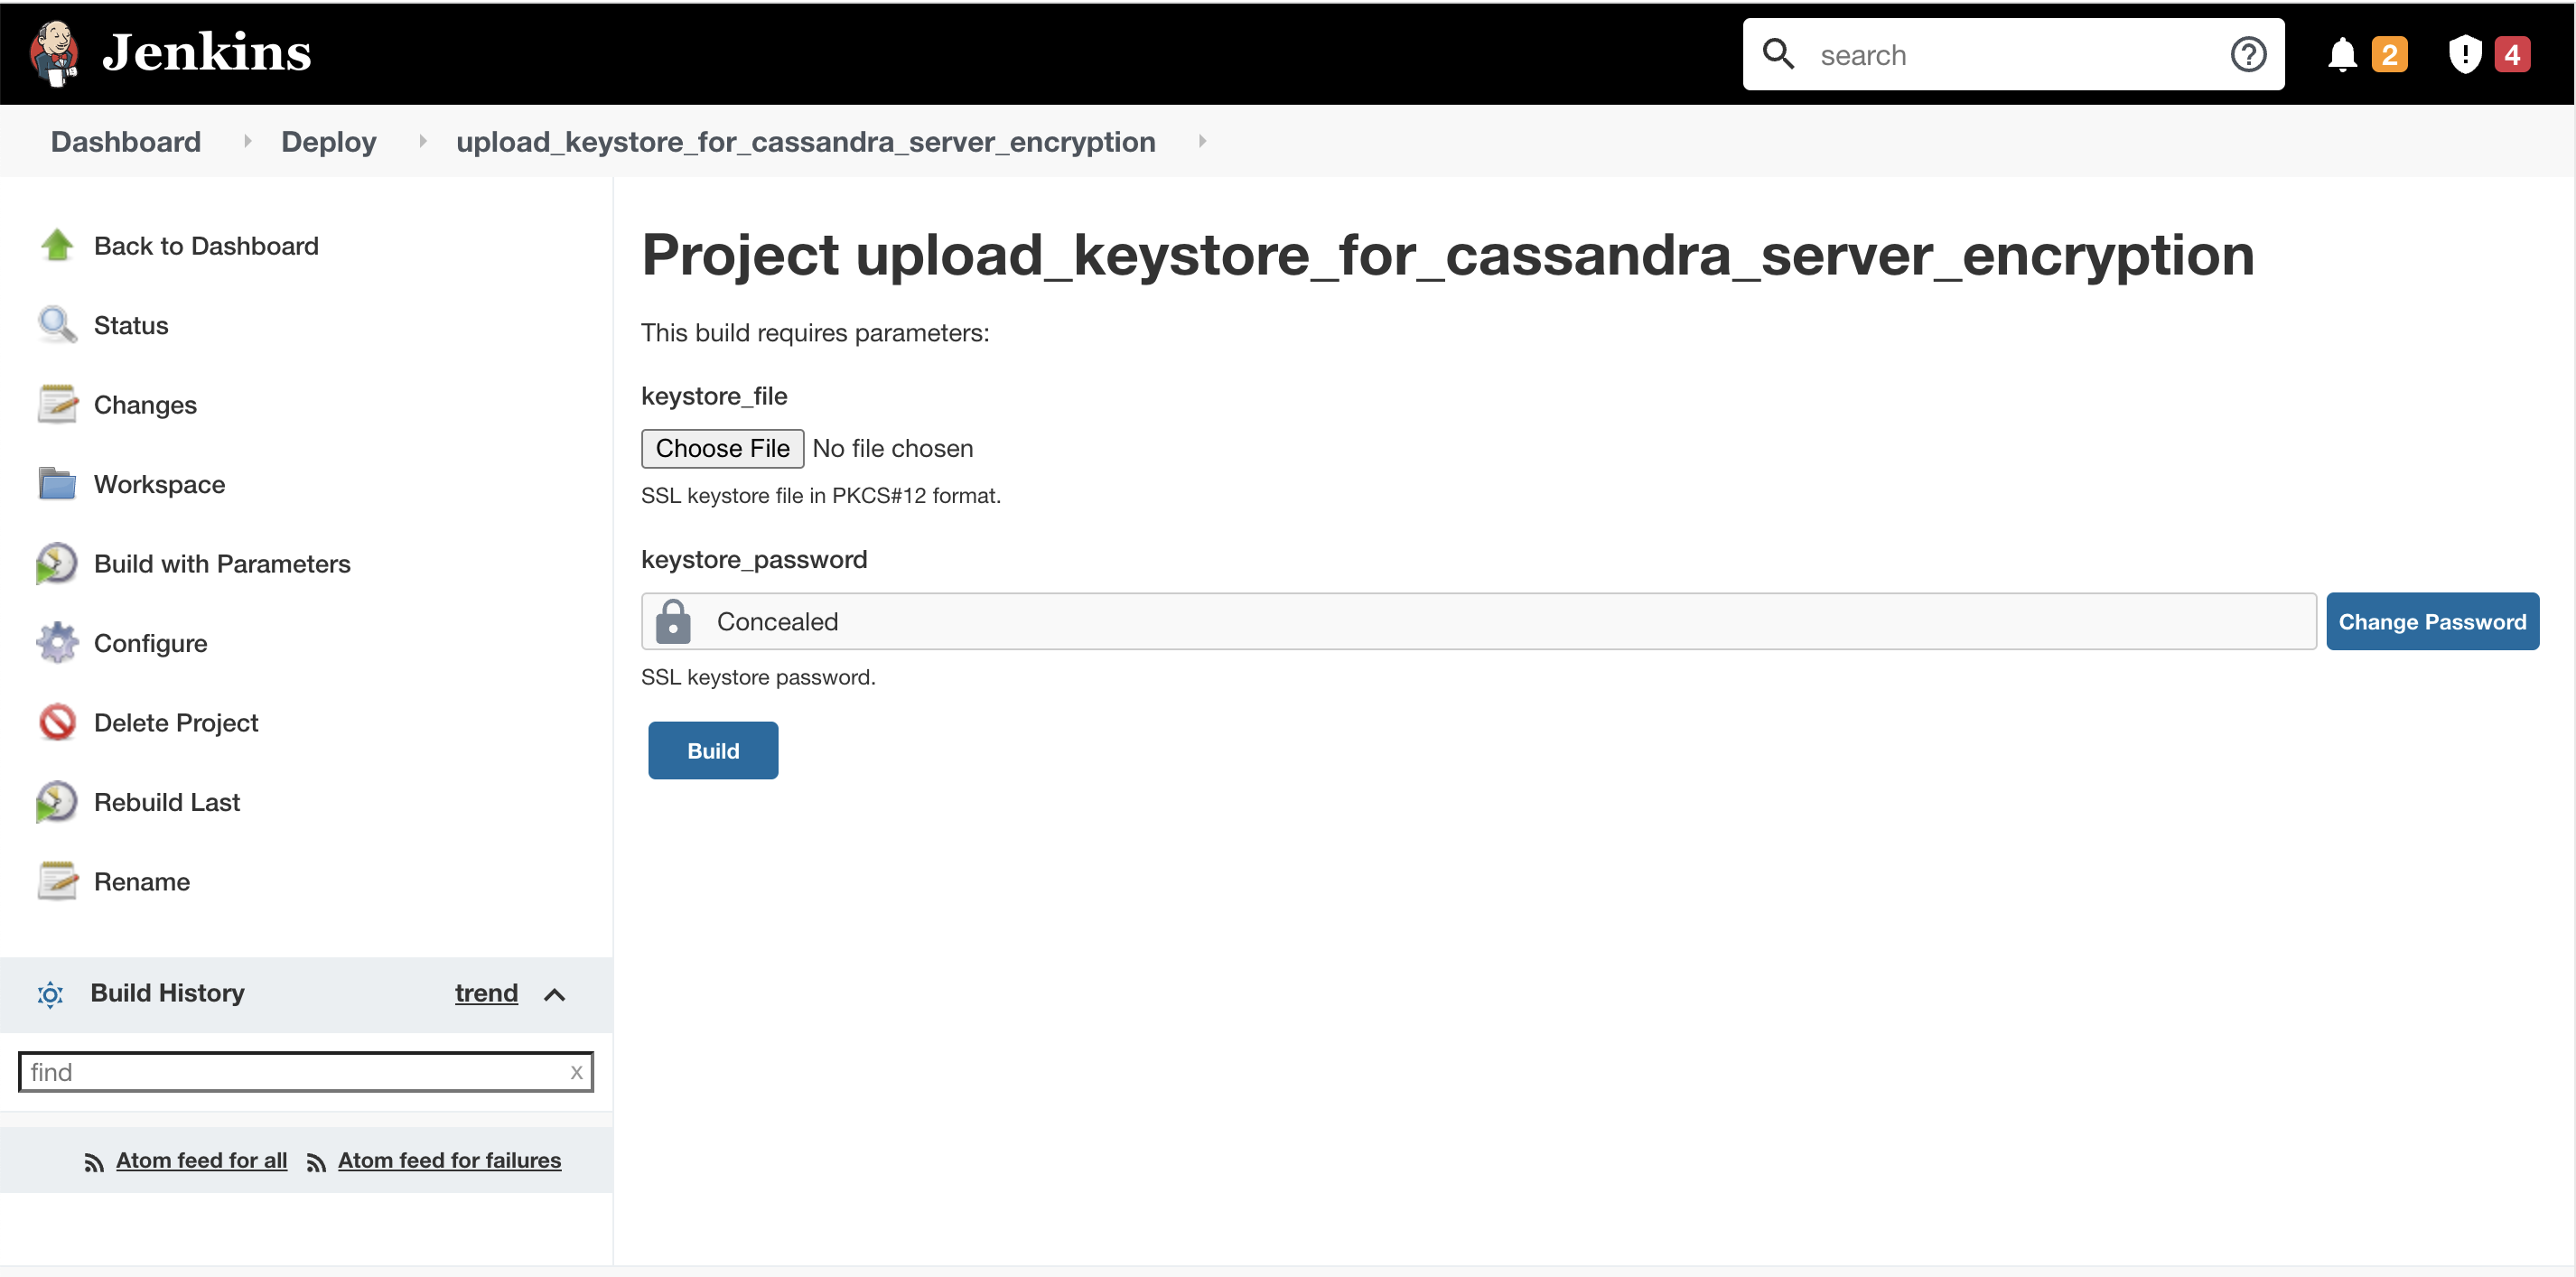 Jenkins
search
2
4
Dashboard
Deploy
upload_keystore_for_cassandra_server_encryption
Back to Dashboard
Status
Changes
Workspace
Build with Parameters
Configure
Delete Project
Rebuild Last
Rename
Build History
trend
find
x
Atom feed for all
Atom feed for failures
Project upload_keystore_for_cassandra_server_encryption
This build requires parameters:
keystore_file
Choose File No file chosen
SSL keystore file in PKCS#12 format.
keystore_password
Concealed
Change Password
SSL keystore password.
Build